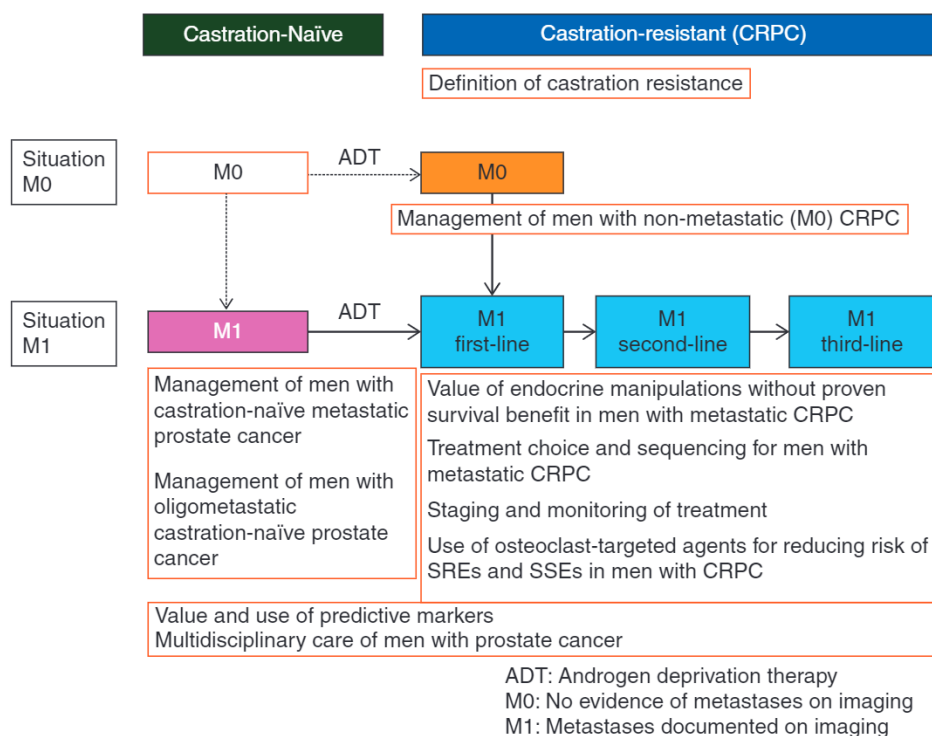 Castration-Naïve
Castration-resistant (CRPC)
Definition of castration resistance
Situation
M0
M0
ADT
M0
Management of men with non-metastatic (M0) CRPC
Situation
M1
M1
ADT
M1
first-line
M1
second-line
M1
third-line
Management of men with
castration-naïve metastatic
prostate cancer
Management of men with
oligometastatic
castration-naïve prostate
cancer
Value of endocrine manipulations without proven
survival benefit in men with metastatic CRPC
Treatment choice and sequencing for men with
metastatic CRPC
Staging and monitoring of treatment
Use of osteoclast-targeted agents for reducing risk of
SREs and SSEs in men with CRPC
Value and use of predictive markers
Multidisciplinary care of men with prostate cancer
ADT: Androgen deprivation therapy
M0: No evidence of metastases on imaging
M1: Metastases documented on imaging